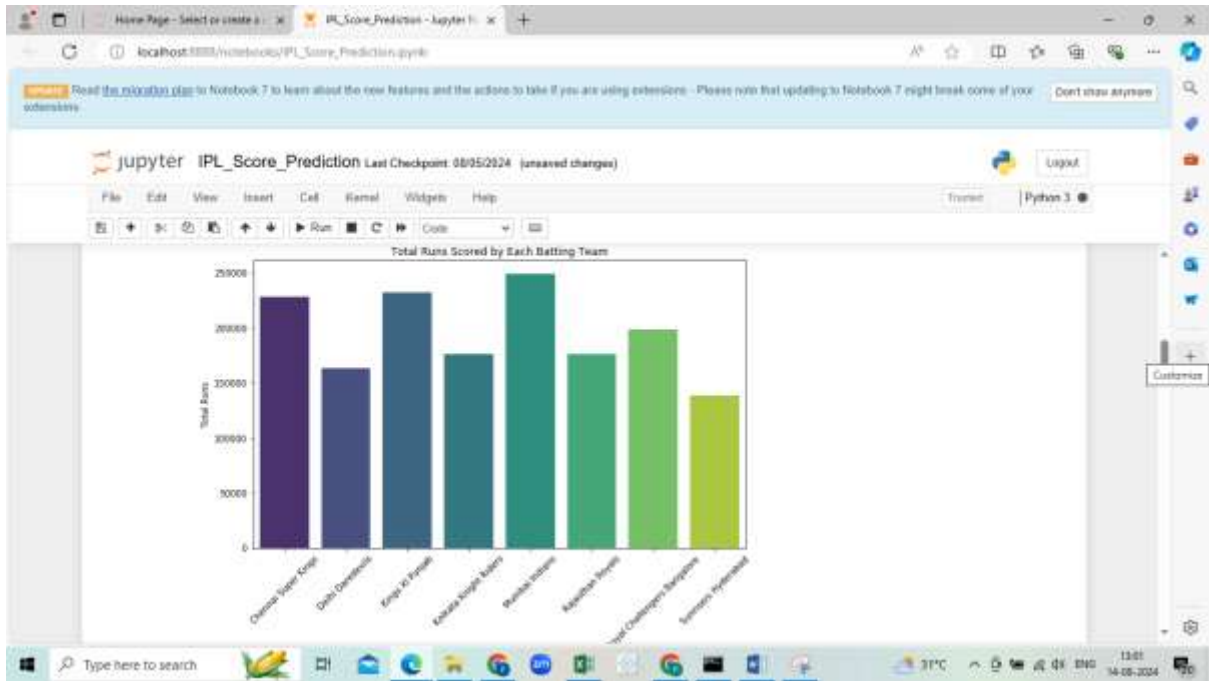 Home Page - Select or create a
IPL_Score_Prediction - Jupyter N
localhost:8888/notebooks/IPL_Score_Prediction.ipynb
UPDATE Read the migration plan to Notebook 7 to learn about the new features and the actions to take if you are using extensions - Please note that updating to Notebook 7 might break some of your extensions.
Don't show anymore
jupyter IPL_Score_Prediction Last Checkpoint: 08/05/2024 (unsaved changes)
Logout
File Edit View Insert Cell Kernel Widgets Help
Trusted Python 3
Run Code
Total Runs Scored by Each Batting Team
250000
200000
150000
100000
50000
0
Total Runs
Chennai Super Kings
Delhi Daredevils
Kings XI Punjab
Kolkata Knight Riders
Mumbai Indians
Rajasthan Royals
yal Challengers Bangalore
Sunrisers Hyderabad
Customize
Type here to search
31°C
ENG
13:01
14-08-2024